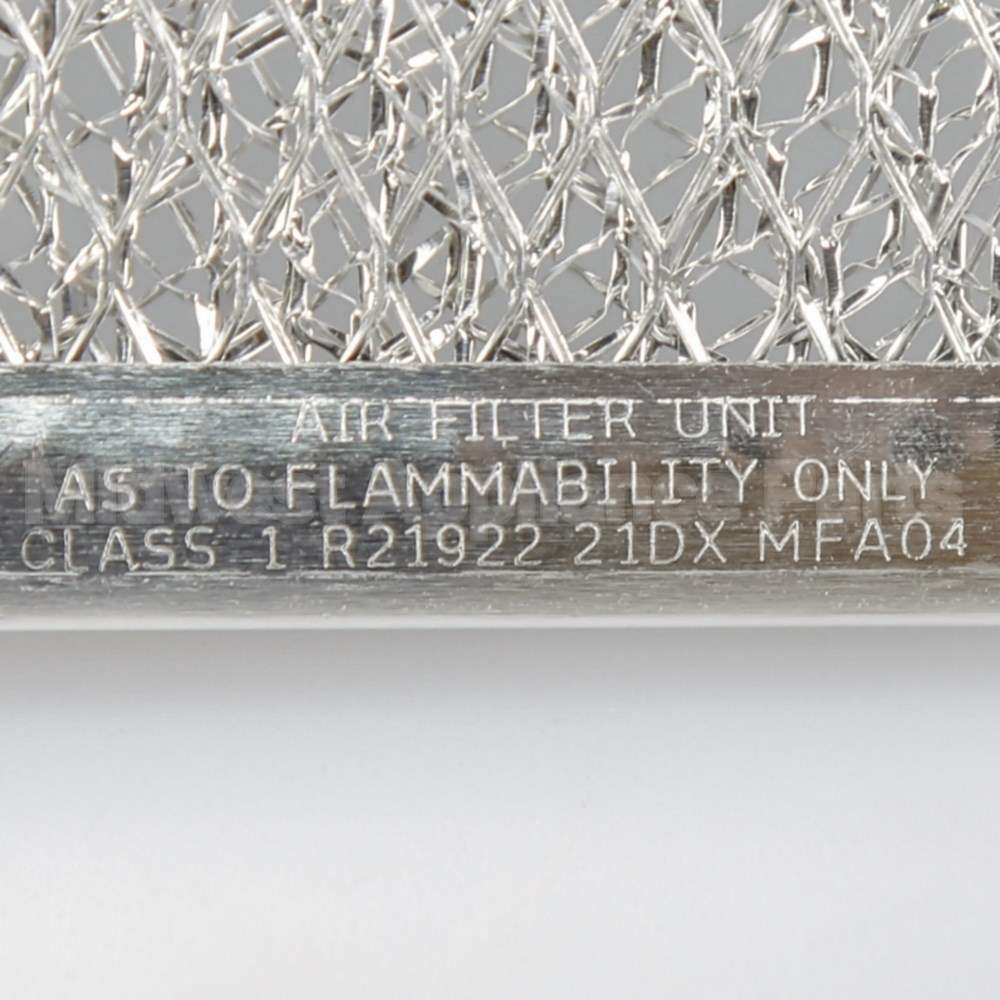 AIR FILTER UNIT
AS TO FLAMMABILITY ONLY
CLASS 1 R21922 21DX MFA04